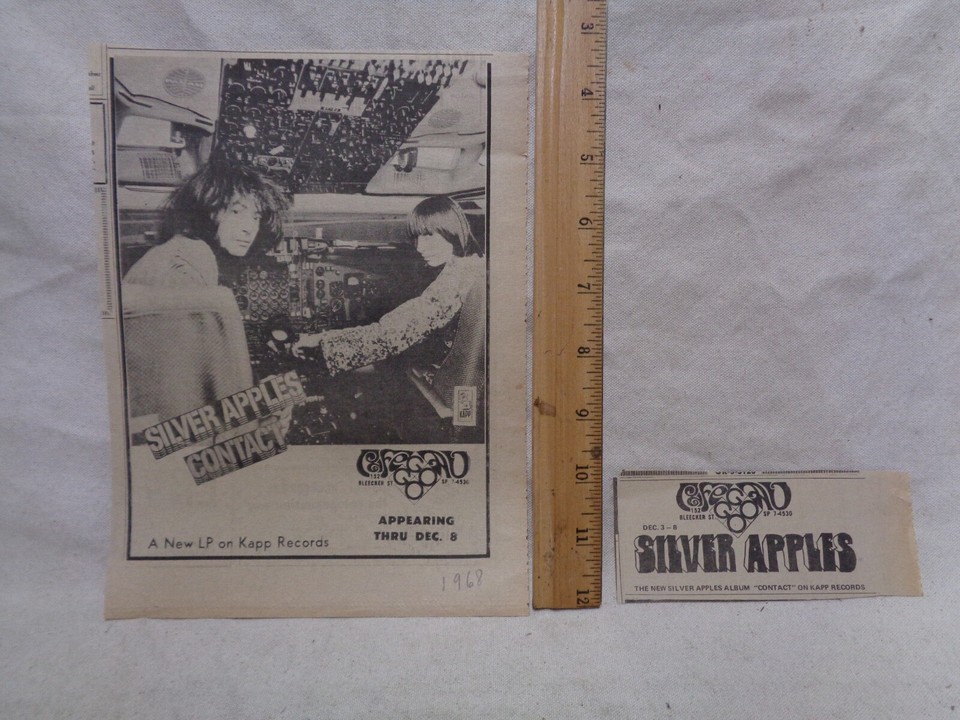 SILVER APPLES
CONTACT
KAPP
Cafe Au Go Go
152
BLEECKER ST.
SP 7-4530
APPEARING
THRU DEC. 8
A New LP on Kapp Records
1968
3
4
5
6
7
8
9
10
11
12
Cafe Au Go Go
152
BLEECKER ST.
SP 7-4530
DEC. 3 – 8
SILVER APPLES
THE NEW SILVER APPLES ALBUM "CONTACT" ON KAPP RECORDS